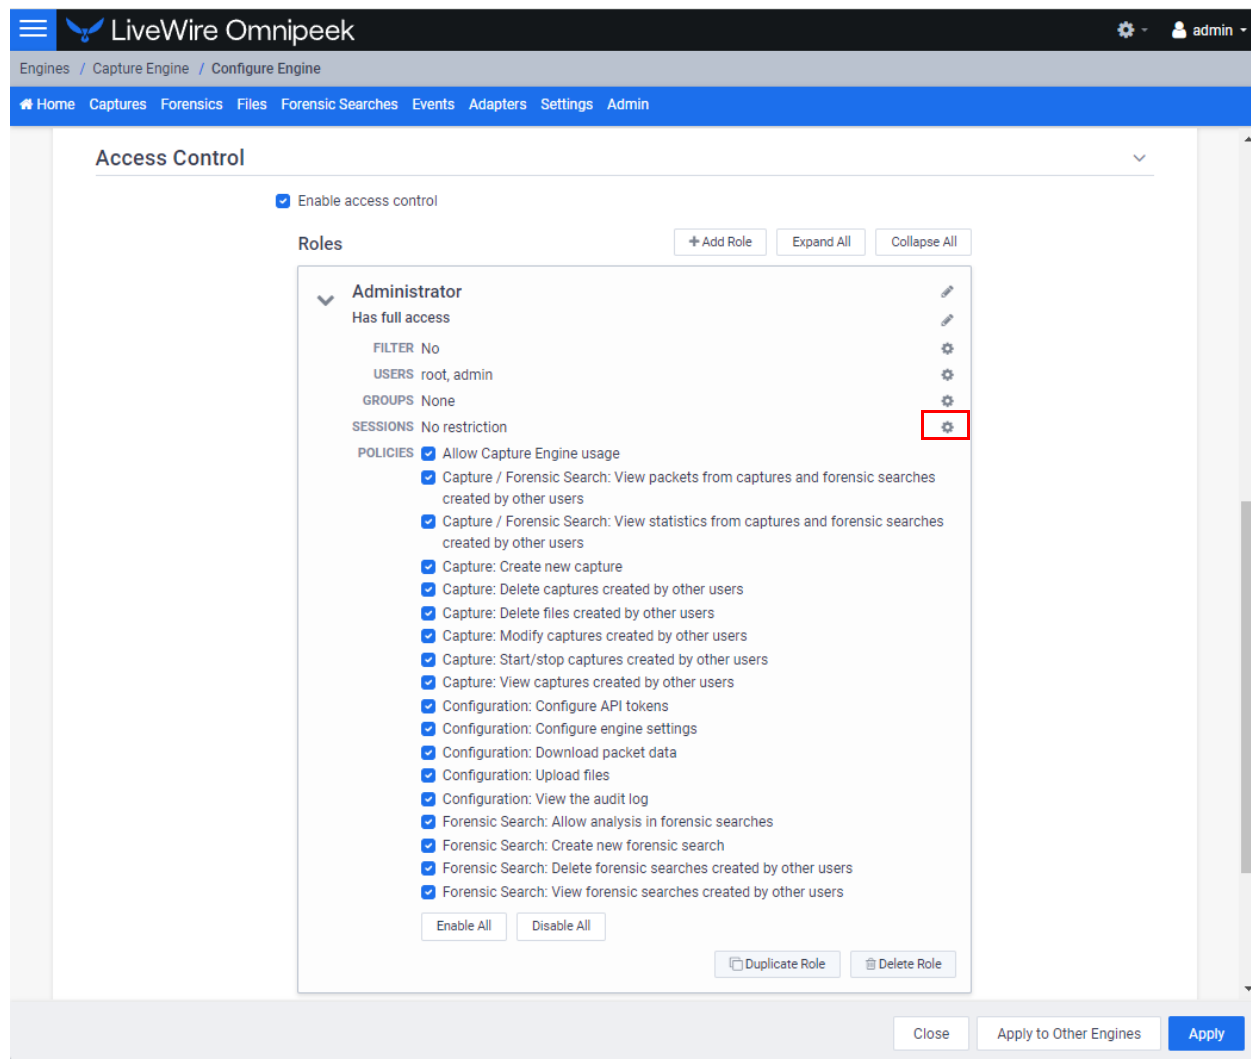 LiveWire Omnipeek
admin
Engines / Capture Engine / Configure Engine
Home Captures Forensics Files Forensic Searches Events Adapters Settings Admin
Access Control
Enable access control
Roles
+ Add Role Expand All Collapse All
Administrator
Has full access
FILTER No
USERS root, admin
GROUPS None
SESSIONS No restriction
POLICIES Allow Capture Engine usage
Capture / Forensic Search: View packets from captures and forensic searches
created by other users
Capture / Forensic Search: View statistics from captures and forensic searches
created by other users
Capture: Create new capture
Capture: Delete captures created by other users
Capture: Delete files created by other users
Capture: Modify captures created by other users
Capture: Start/stop captures created by other users
Capture: View captures created by other users
Configuration: Configure API tokens
Configuration: Configure engine settings
Configuration: Download packet data
Configuration: Upload files
Configuration: View the audit log
Forensic Search: Allow analysis in forensic searches
Forensic Search: Create new forensic search
Forensic Search: Delete forensic searches created by other users
Forensic Search: View forensic searches created by other users
Enable All Disable All
Duplicate Role Delete Role
Close Apply to Other Engines Apply